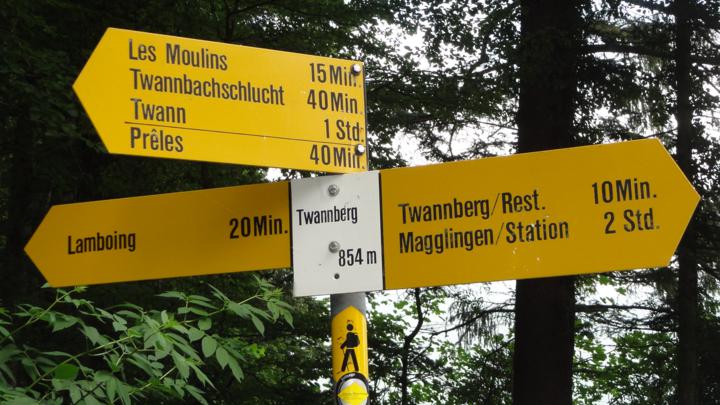 Les Moulins 15 Min.
Twannbachschlucht 40 Min.
Twann 1 Std.
Prêles 40 Min.
Lamboing 20 Min.
Twannberg
854 m
Twannberg/Rest. 10 Min.
Magglingen/Station 2 Std.